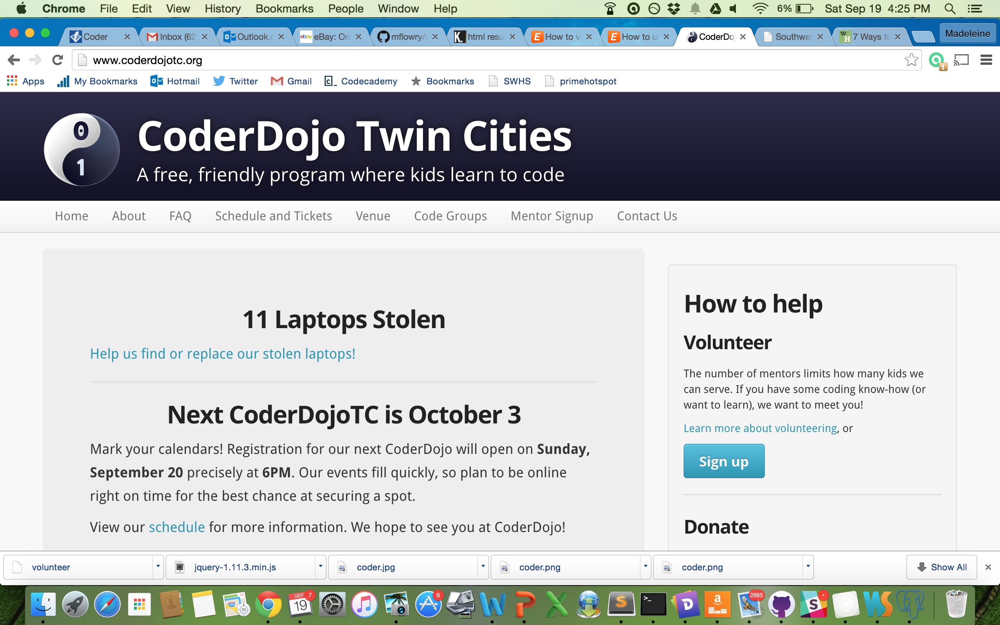 Chrome File Edit View History Bookmarks People Window Help 6% Sat Sep 19 4:25 PM
Coder Inbox (62 Outlook.c ebay eBay: Orc mflowry/ K html resu E How to v E How to u CoderDoj Southwes WH 7 Ways to Madeleine
www.coderdojotc.org 1
Apps My Bookmarks Hotmail Twitter Gmail Codecademy Bookmarks SWHS primehotspot
0
1
CoderDojo Twin Cities
A free, friendly program where kids learn to code
Home About FAQ Schedule and Tickets Venue Code Groups Mentor Signup Contact Us
11 Laptops Stolen
Help us find or replace our stolen laptops!
Next CoderDojoTC is October 3
Mark your calendars! Registration for our next CoderDojo will open on Sunday,
September 20 precisely at 6PM. Our events fill quickly, so plan to be online
right on time for the best chance at securing a spot.
View our schedule for more information. We hope to see you at CoderDojo!
How to help
Volunteer
The number of mentors limits how many kids we
can serve. If you have some coding know-how (or
want to learn), we want to meet you!
Learn more about volunteering, or
Sign up
Donate
volunteer jquery-1.11.3.min.js coder.jpg coder.png coder.png Show All
280 3D SEP 19 7 6 W P X S >_ D a 2885 S WS